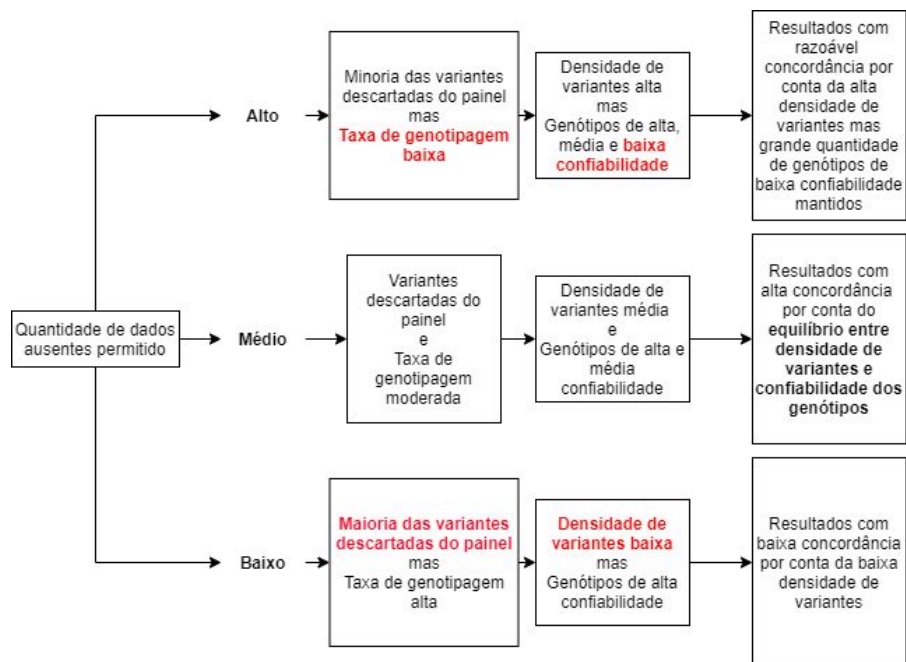 Quantidade de dados
ausentes permitido
Alto
Minoria das variantes
descartadas do painel
mas
Taxa de genotipagem
baixa
Densidade de
variantes alta
mas
Genótipos de alta,
média e baixa
confiabilidade
Resultados com
razoável
concordância por
conta da alta
densidade de
variantes mas
grande quantidade
de genótipos de
baixa confiabilidade
mantidos
Médio
Variantes
descartadas do
painel
e
Taxa de
genotipagem
moderada
Densidade de
variantes média
e
Genótipos de alta e
média
confiabilidade
Resultados com
alta concordância
por conta do
equilíbrio entre
densidade de
variantes e
confiabilidade dos
genótipos
Baixo
Maioria das variantes
descartadas do painel
mas
Taxa de genotipagem
alta
Densidade de
variantes baixa
mas
Genótipos de alta
confiabilidade
Resultados com
baixa concordância
por conta da baixa
densidade de
variantes